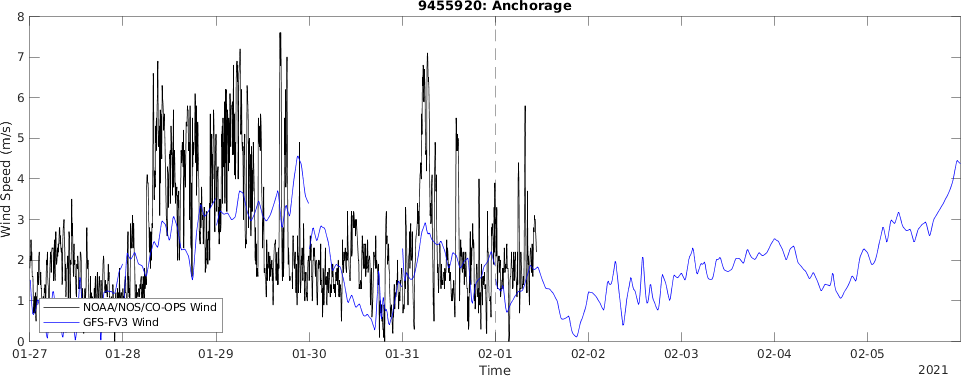 9455920: Anchorage
8
7
6
5
4
3
2
1
0
Wind Speed (m/s)
NOAA/NOS/CO-OPS Wind
GFS-FV3 Wind
01-27 01-28 01-29 01-30 01-31 02-01 02-02 02-03 02-04 02-05
Time
2021